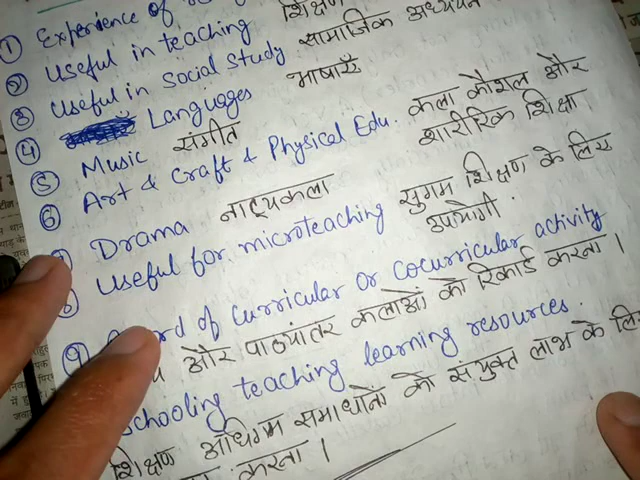 ① Experience of
शिक्षण
② Useful in teaching
③ Useful in Social Study सामाजिक अध्ययन
④ Languages भाषाएँ
⑤ Music संगीत
⑥ Art & Craft & Physical Edu. कला कौशल और
शारीरिक शिक्षा।
Drama नाट्यकला
Useful for microteaching सुगम शिक्षण के लिए
उपयोगी.
⑨ of Curricular or Cocurricular activity
और पाठ्यांतर कलाओं को रिकार्ड करना।
schooling teaching learning resources.
शिक्षण अधिगम समाधोनों को संयुक्त लाभ के लिए
करना।